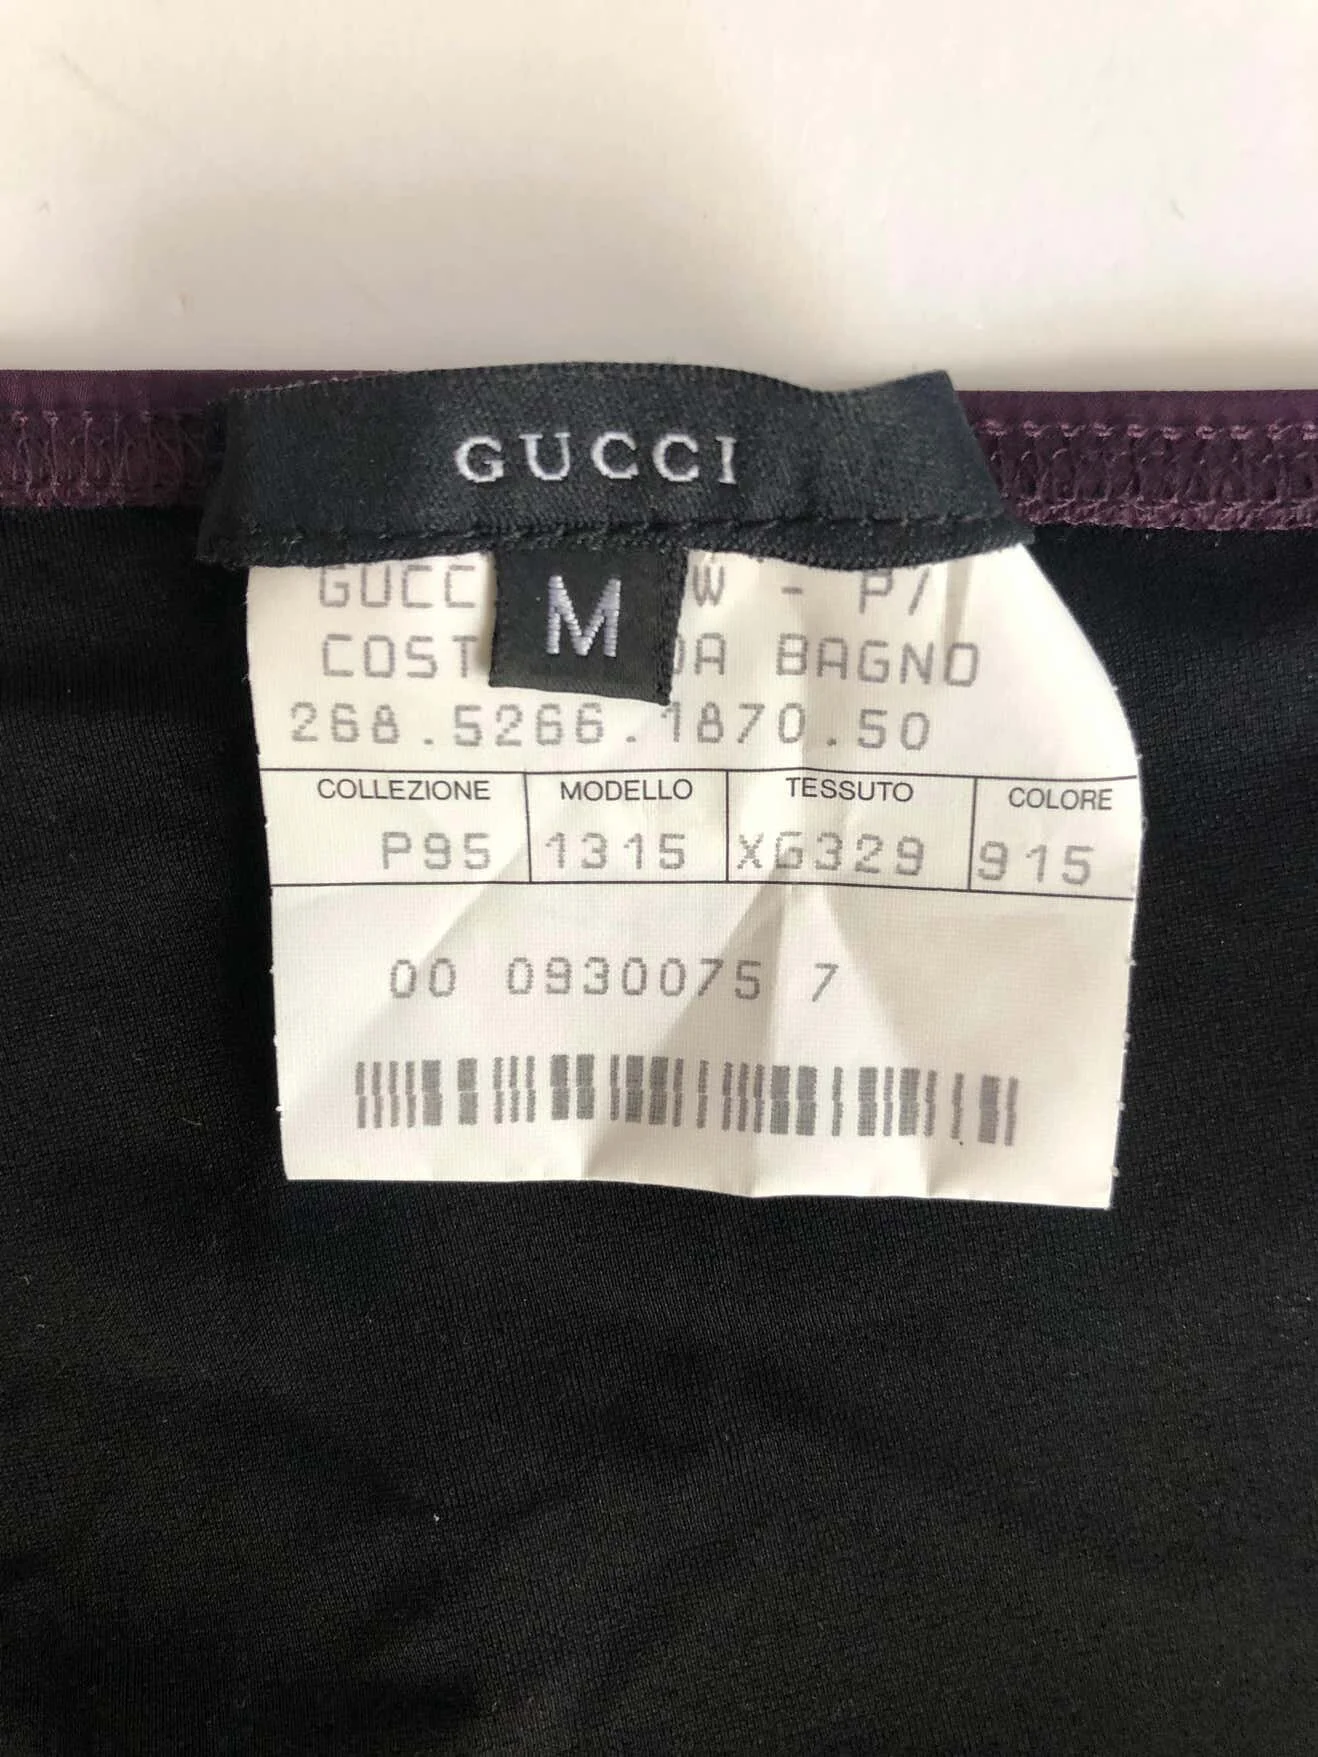 GUCCI
M
GUCC W - P/
COST DA BAGNO
268.5266.1870.50
COLLEZIONE MODELLO TESSUTO COLORE
P95 1315 XG329 915
00 0930075 7